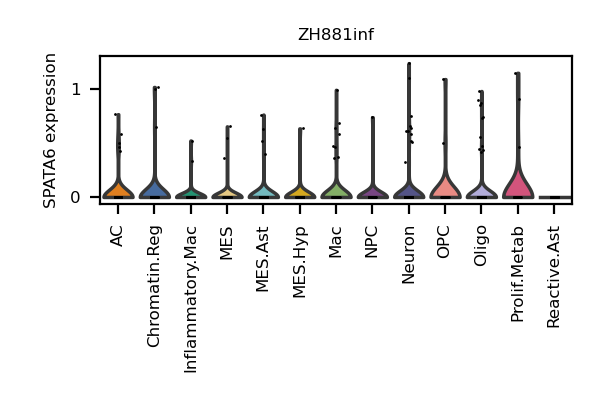 ZH881inf
SPATA6 expression
1
0
AC
Chromatin.Reg
Inflammatory.Mac
MES
MES.Ast
MES.Hyp
Mac
NPC
Neuron
OPC
Oligo
Prolif.Metab
Reactive.Ast